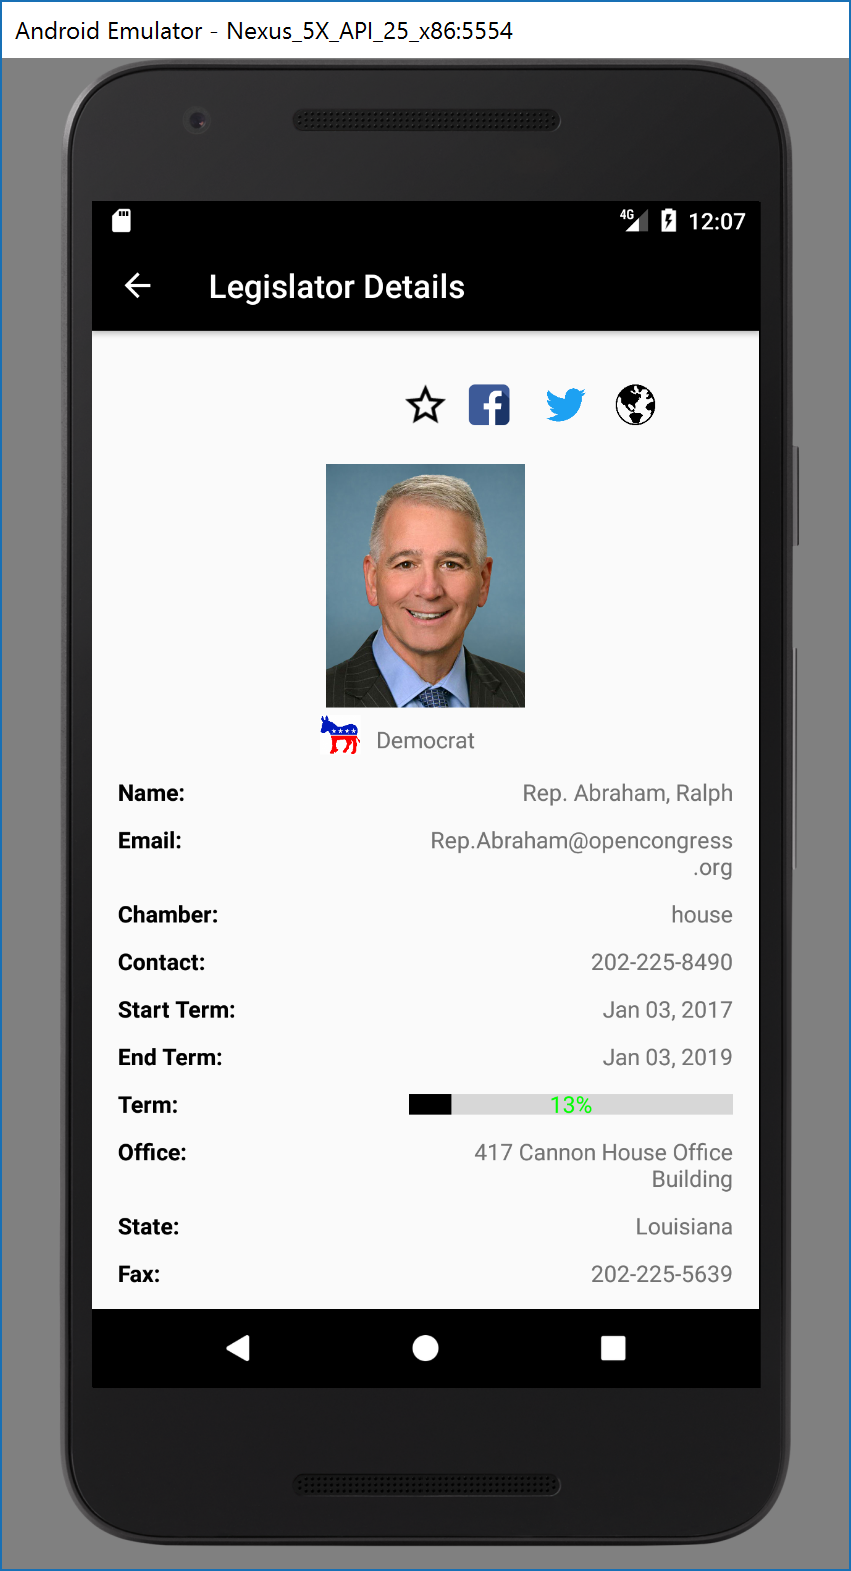 Android Emulator - Nexus_5X_API_25_x86:5554
4G 12:07
Legislator Details
Democrat
Name: Rep. Abraham, Ralph
Email: Rep.Abraham@opencongress
.org
Chamber: house
Contact: 202-225-8490
Start Term: Jan 03, 2017
End Term: Jan 03, 2019
Term: 13%
Office: 417 Cannon House Office
Building
State: Louisiana
Fax: 202-225-5639